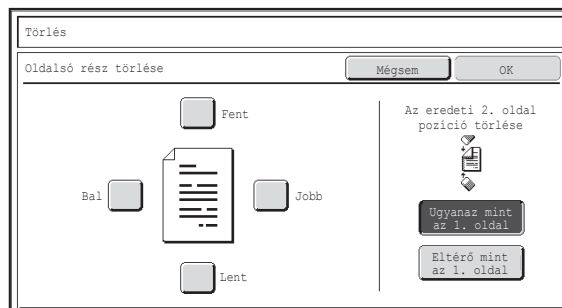 Törlés
Oldalsó rész törlése
Mégsem
OK
Fent
Bal
Jobb
Lent
Az eredeti 2. oldal
pozíció törlése
Ugyanaz mint
az 1. oldal
Eltérő mint
az 1. oldal